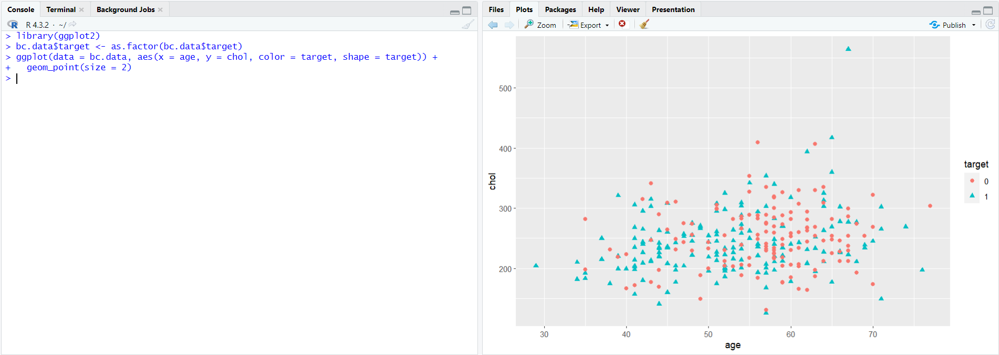 Console Terminal Background Jobs
R 4.3.2 · ~/
> library(ggplot2)
> bc.data$target <- as.factor(bc.data$target)
> ggplot(data = bc.data, aes(x = age, y = chol, color = target, shape = target)) +
+   geom_point(size = 2)
>
Files Plots Packages Help Viewer Presentation
Zoom Export Publish
500
400
300
200
chol
30 40 50 60 70
age
target
0
1